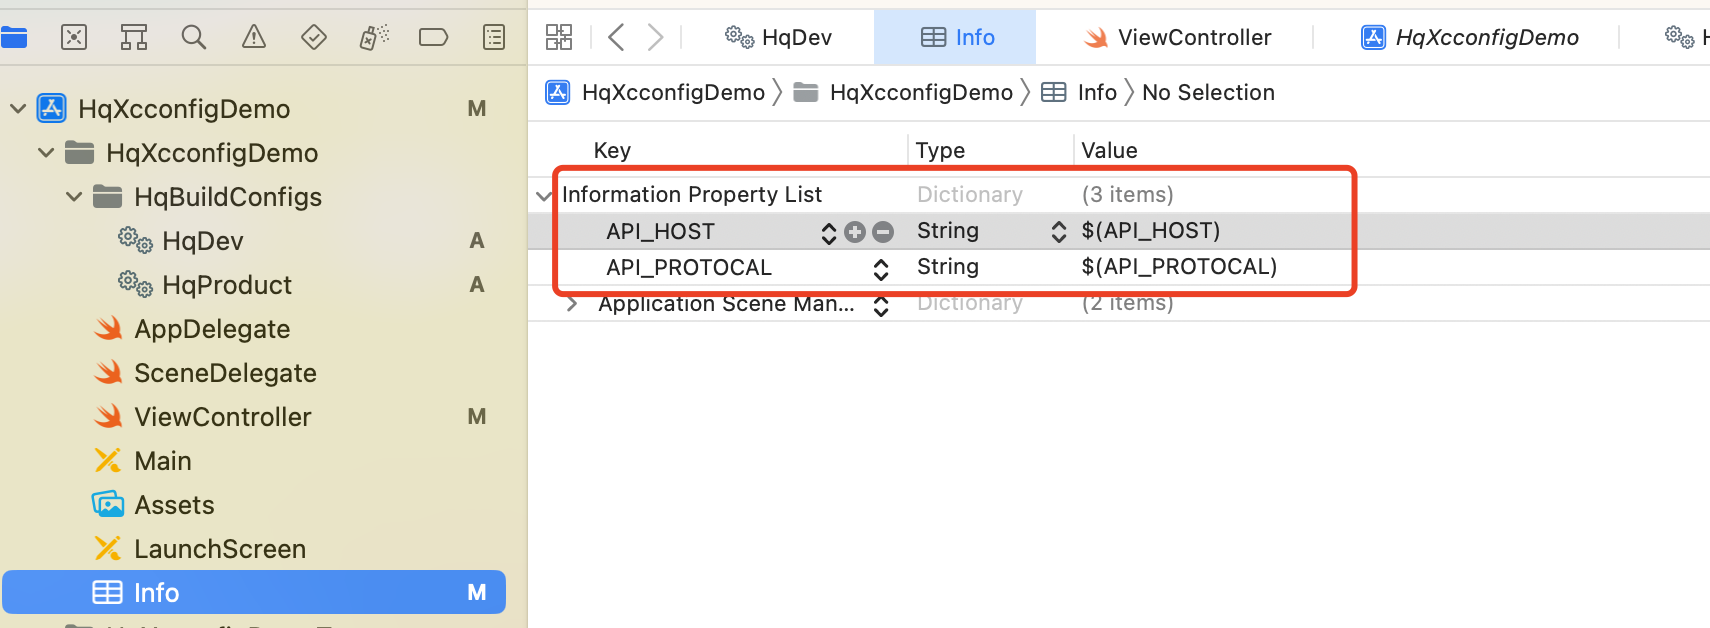 HqDev
Info
ViewController
HqXcconfigDemo
HqXcconfigDemo
HqXcconfigDemo
Info
No Selection
HqXcconfigDemo M
HqXcconfigDemo
HqBuildConfigs
HqDev A
HqProduct A
AppDelegate
SceneDelegate
ViewController M
Main
Assets
LaunchScreen
Info M
Key Type Value
Information Property List Dictionary (3 items)
API_HOST String $(API_HOST)
API_PROTOCAL String $(API_PROTOCAL)
Application Scene Man... Dictionary (2 items)